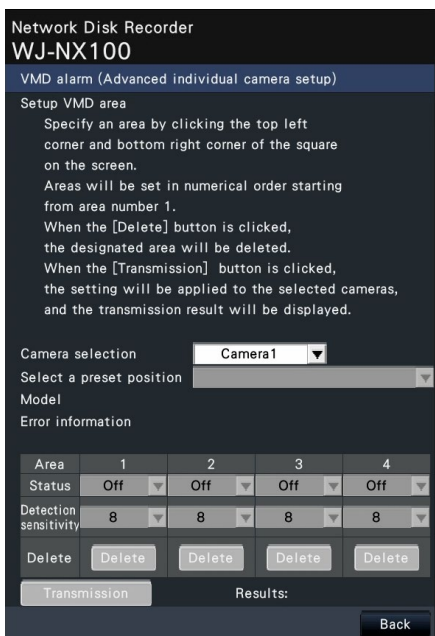 Network Disk Recorder
WJ-NX100
VMD alarm (Advanced individual camera setup)
Setup VMD area
Specify an area by clicking the top left
corner and bottom right corner of the square
on the screen.
Areas will be set in numerical order starting
from area number 1.
When the [Delete] button is clicked,
the designated area will be deleted.
When the [Transmission] button is clicked,
the setting will be applied to the selected cameras,
and the transmission result will be displayed.
Camera selection Camera1
Select a preset position
Model
Error information
Area 1 2 3 4
Status Off Off Off Off
Detection
sensitivity 8 8 8 8
Delete Delete Delete Delete Delete
Transmission Results:
Back